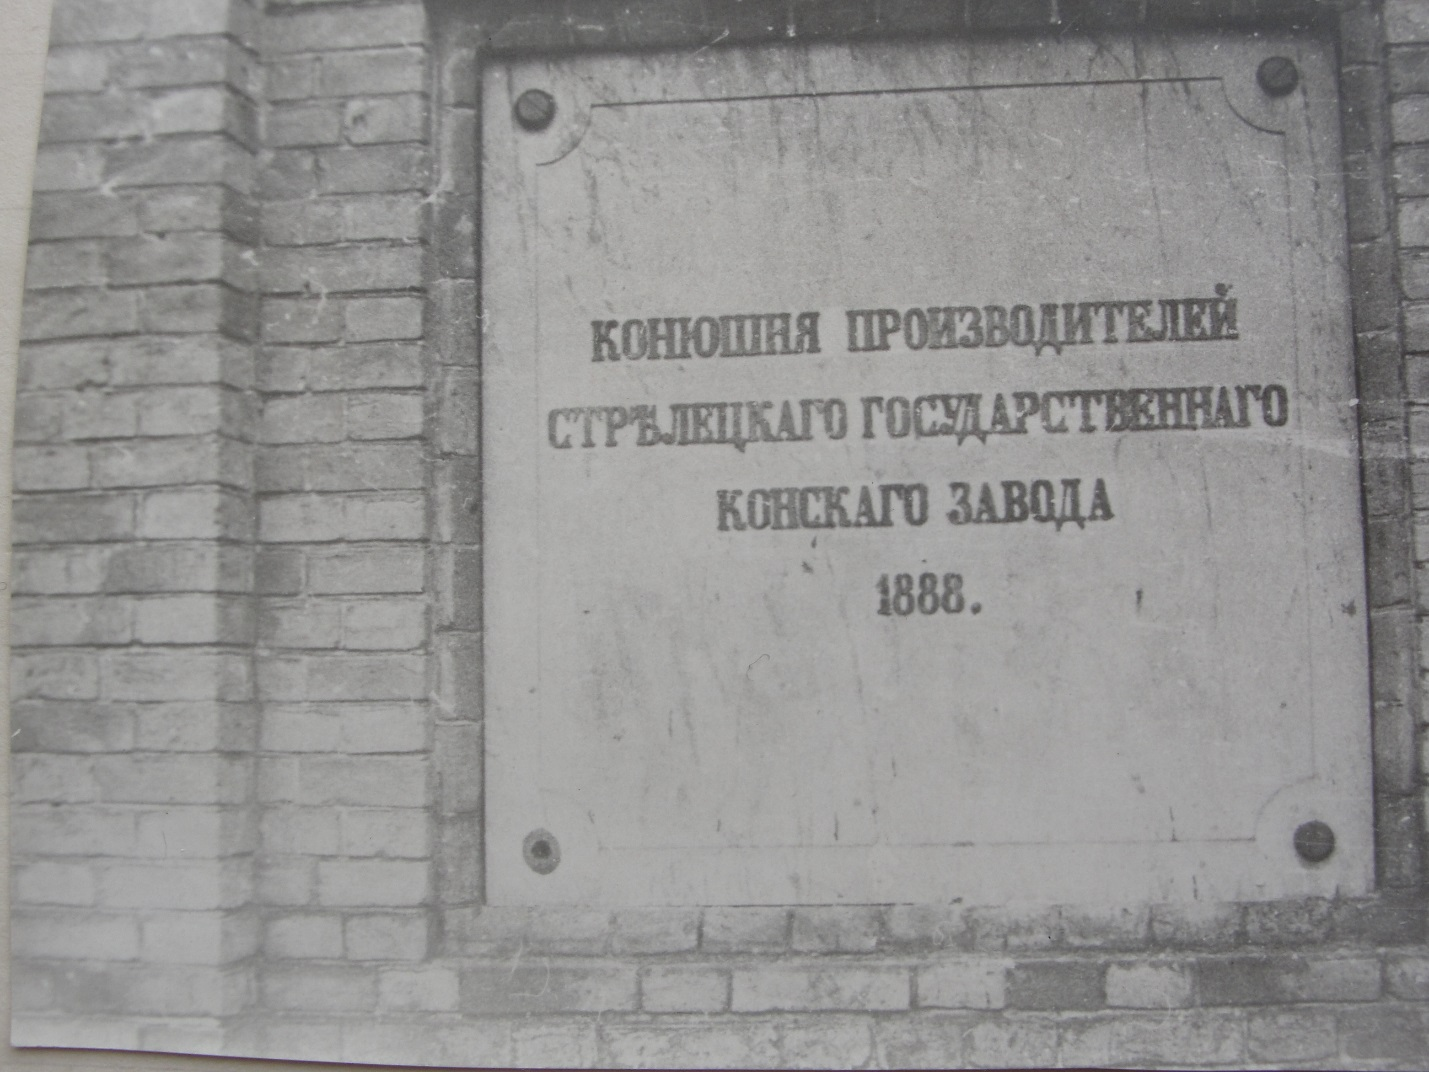 КОНЮШНЯ ПРОИЗВОДИТЕЛЕЙ
СТРѢЛЕЦКАГО ГОСУДАРСТВЕННАГО
КОНСКАГО ЗАВОДА
1888.